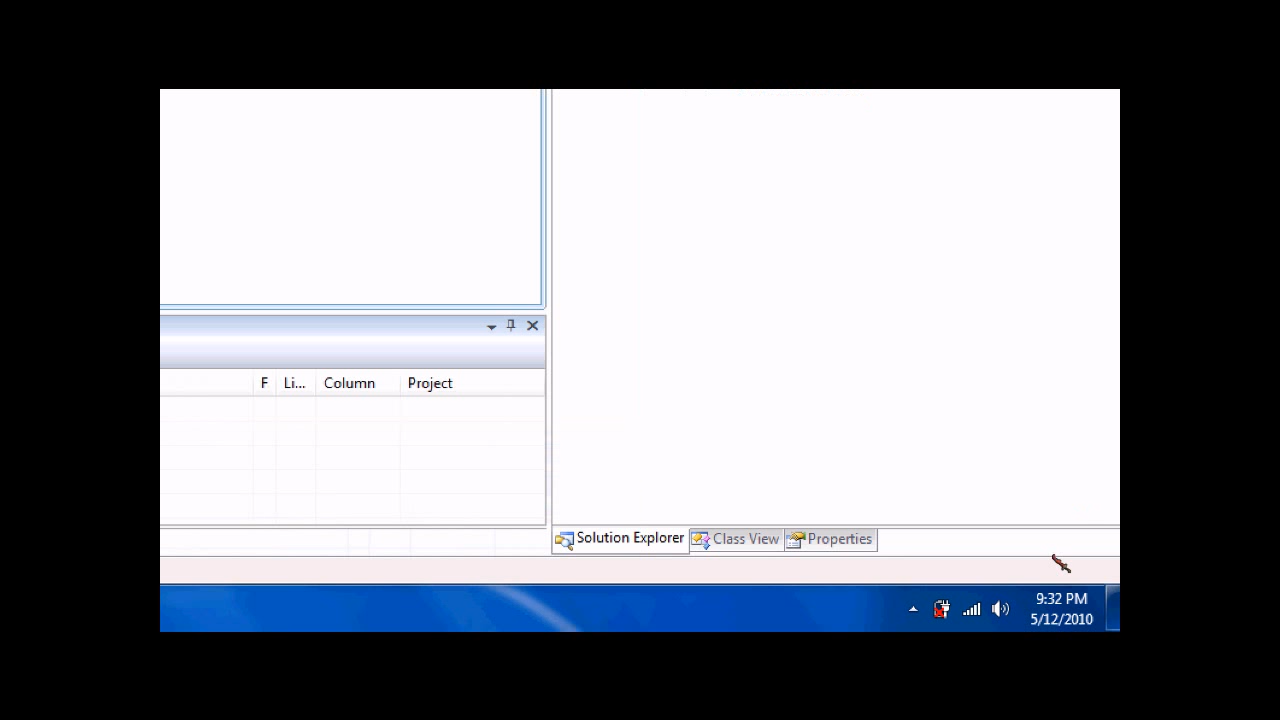 F Li... Column Project
Solution Explorer Class View Properties
9:32 PM
5/12/2010